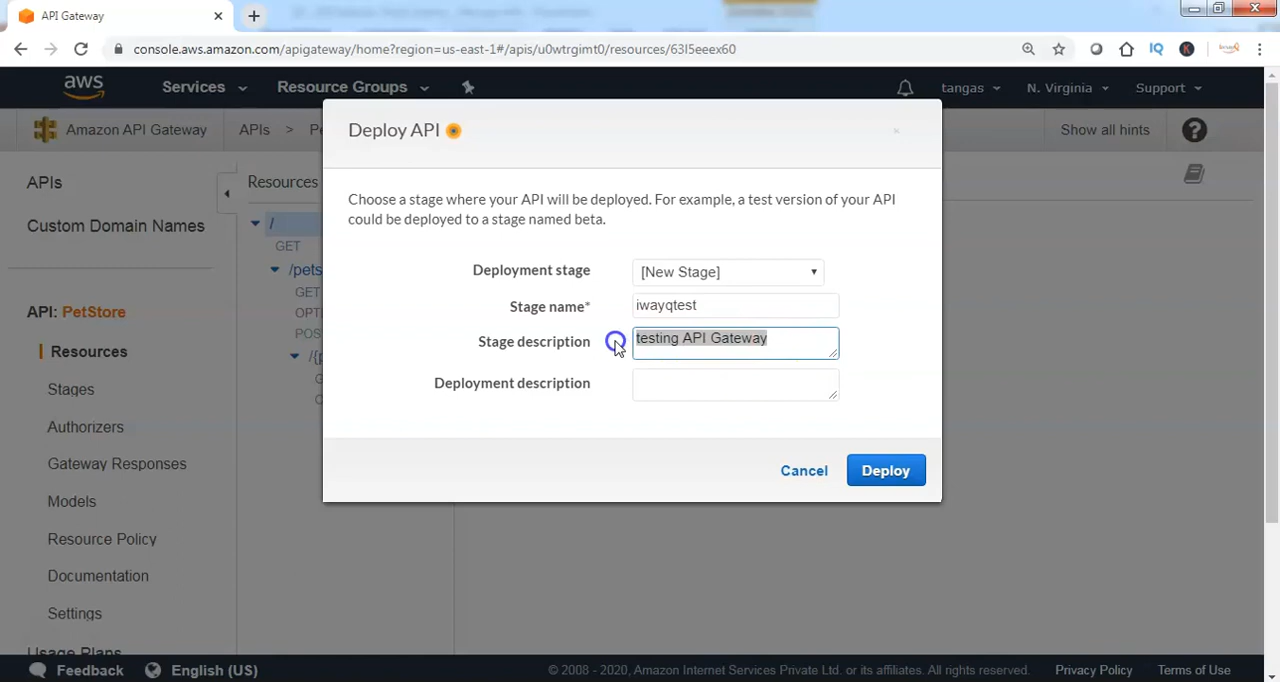 API Gateway
console.aws.amazon.com/apigateway/home?region=us-east-1#/apis/u0wtrgimt0/resources/63l5eeex60
IQ
K
aws
Services
Resource Groups
tangas
N. Virginia
Support
Amazon API Gateway
APIs
>
Show all hints
?
APIs
Custom Domain Names
API: PetStore
Resources
Stages
Authorizers
Gateway Responses
Models
Resource Policy
Documentation
Settings
Usage Plans
Resources
/
GET
/pets
GET
Deploy API
Choose a stage where your API will be deployed. For example, a test version of your API
could be deployed to a stage named beta.
Deployment stage
[New Stage]
Stage name*
iwayqtest
Stage description
testing API Gateway
Deployment description
Cancel
Deploy
Feedback
English (US)
© 2008 - 2020, Amazon Internet Services Private Ltd. or its affiliates. All rights reserved.
Privacy Policy
Terms of Use